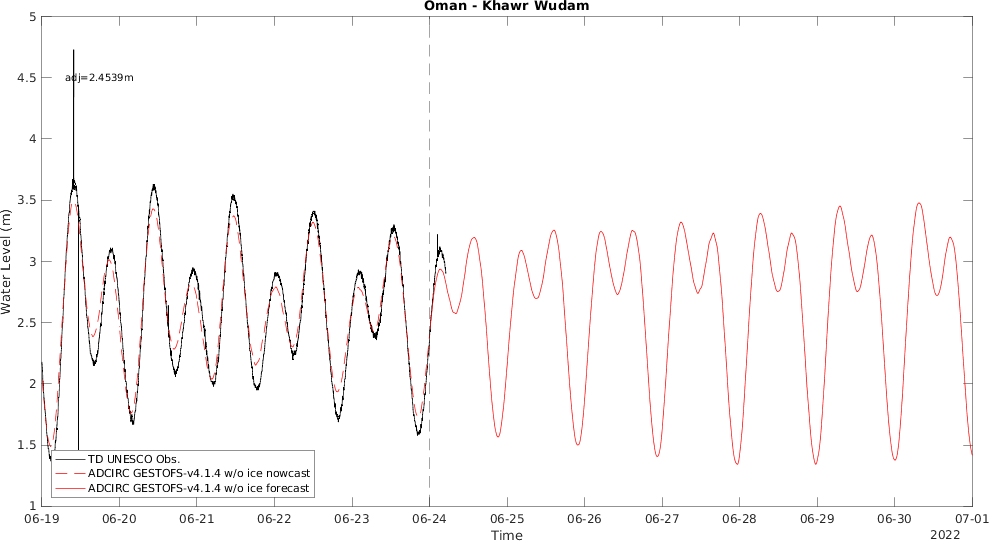 Oman - Khawr Wudam
5
4.5
4
3.5
3
2.5
2
1.5
1
Water Level (m)
adj=2.4539m
TD UNESCO Obs.
ADCIRC GESTOFS-v4.1.4 w/o ice nowcast
ADCIRC GESTOFS-v4.1.4 w/o ice forecast
06-19 06-20 06-21 06-22 06-23 06-24 06-25 06-26 06-27 06-28 06-29 06-30 07-01
Time
2022